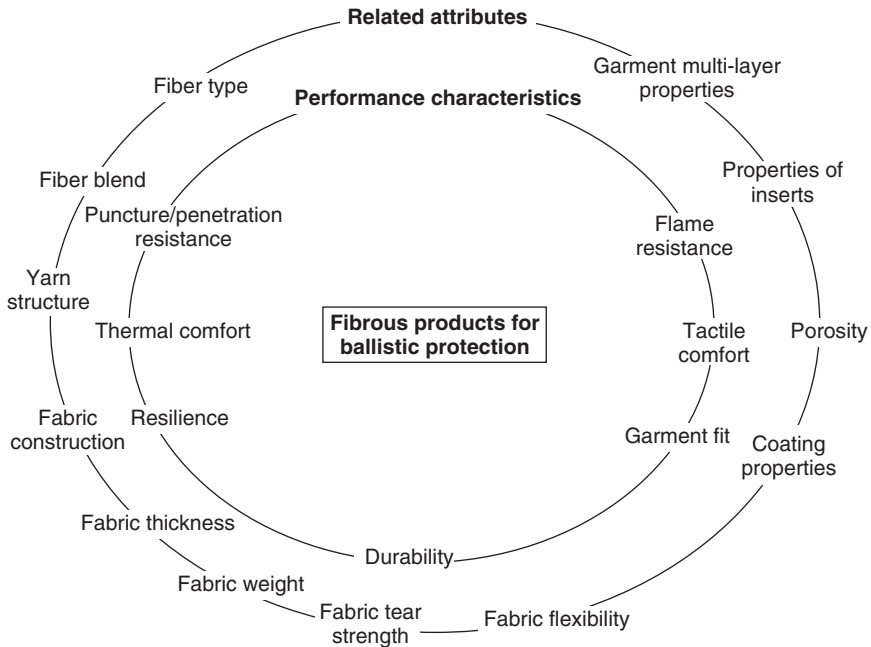 Related attributes
Garment multi-layer
properties
Fiber type
Performance characteristics
Properties of
inserts
Fiber blend
Puncture/penetration
resistance
Flame
resistance
Yarn
structure
Thermal comfort
Fibrous products for
ballistic protection
Tactile
comfort
Porosity
Fabric
construction
Resilience
Garment fit
Coating
properties
Fabric thickness
Durability
Fabric weight
Fabric tear
strength
Fabric flexibility